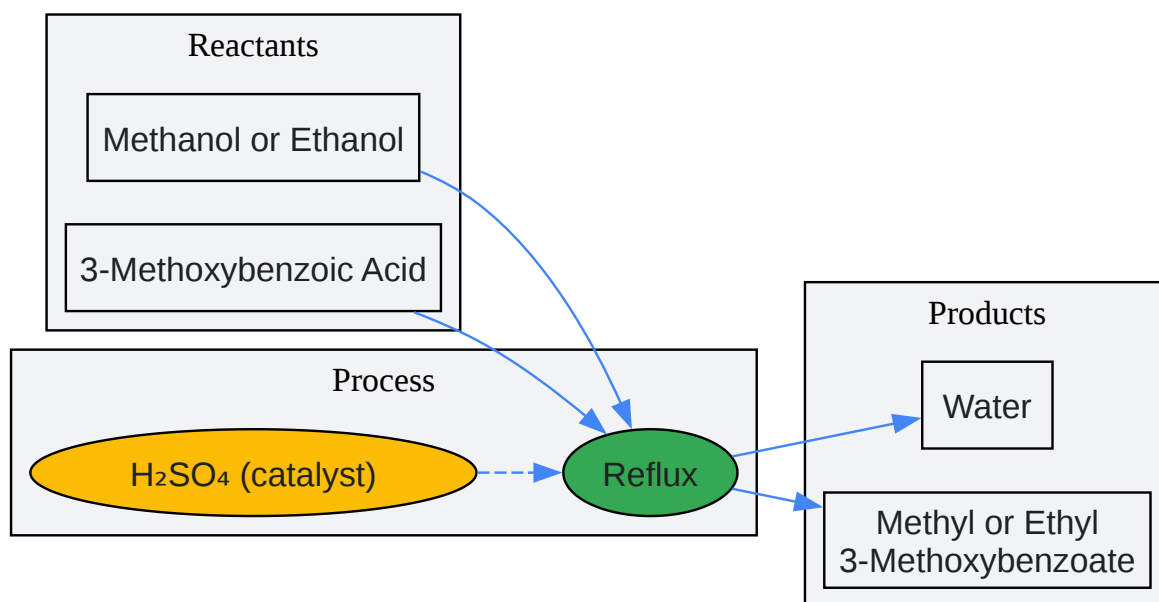 Reactants
Methanol or Ethanol
3-Methoxybenzoic Acid
Process
H₂SO₄ (catalyst)
Reflux
Products
Water
Methyl or Ethyl
3-Methoxybenzoate